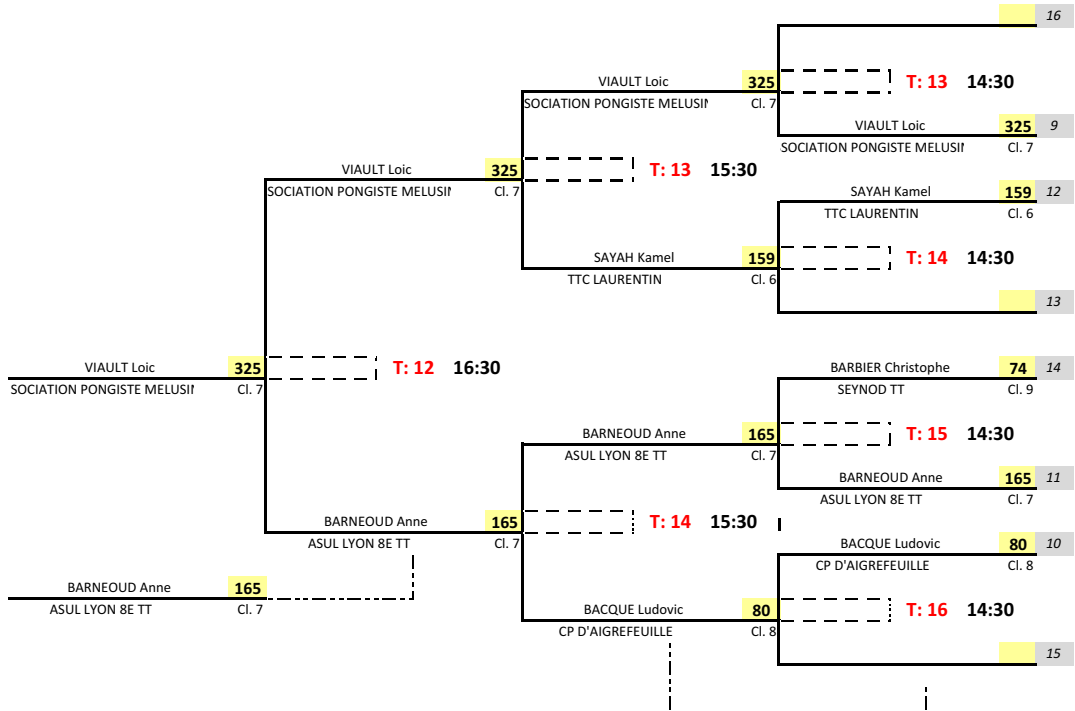 16
VIAULT Loic 325 T: 13 14:30
SOCIATION PONGISTE MELUSIN Cl. 7
VIAULT Loic 325 9
SOCIATION PONGISTE MELUSIN Cl. 7
VIAULT Loic 325 T: 13 15:30
SOCIATION PONGISTE MELUSIN Cl. 7
SAYAH Kamel 159 12
TTC LAURENTIN Cl. 6
SAYAH Kamel 159 T: 14 14:30
TTC LAURENTIN Cl. 6
13
VIAULT Loic 325 T: 12 16:30
SOCIATION PONGISTE MELUSIN Cl. 7
BARBIER Christophe 74 14
SEYNOD TT Cl. 9
BARNEOUD Anne 165 T: 15 14:30
ASUL LYON 8E TT Cl. 7
BARNEOUD Anne 165 11
ASUL LYON 8E TT Cl. 7
BARNEOUD Anne 165 T: 14 15:30
ASUL LYON 8E TT Cl. 7
BACQUE Ludovic 80 10
CP D'AIGREFEUILLE Cl. 8
BARNEOUD Anne 165
ASUL LYON 8E TT Cl. 7
BACQUE Ludovic 80 T: 16 14:30
CP D'AIGREFEUILLE Cl. 8
15